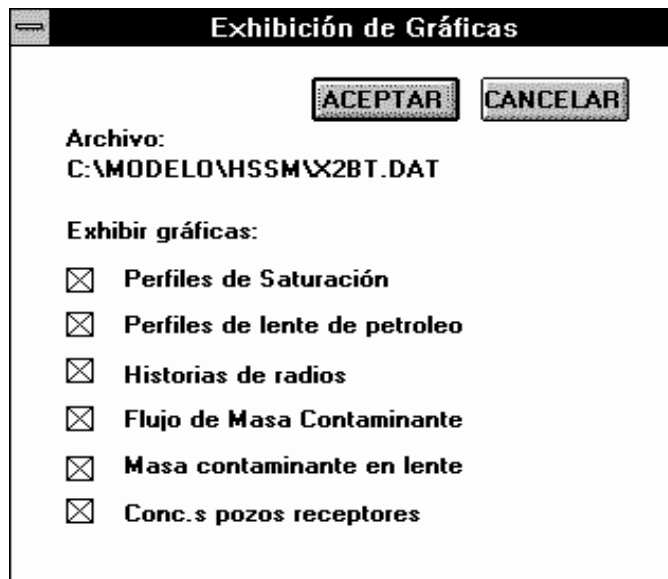 Exhibición de Gráficas
ACEPTAR CANCELAR
Archivo:
C:\MODELO\HSSM\X2BT.DAT
Exhibir gráficas:
Perfiles de Saturación
Perfiles de lente de petroleo
Historias de radios
Flujo de Masa Contaminante
Masa contaminante en lente
Conc.s pozos receptores